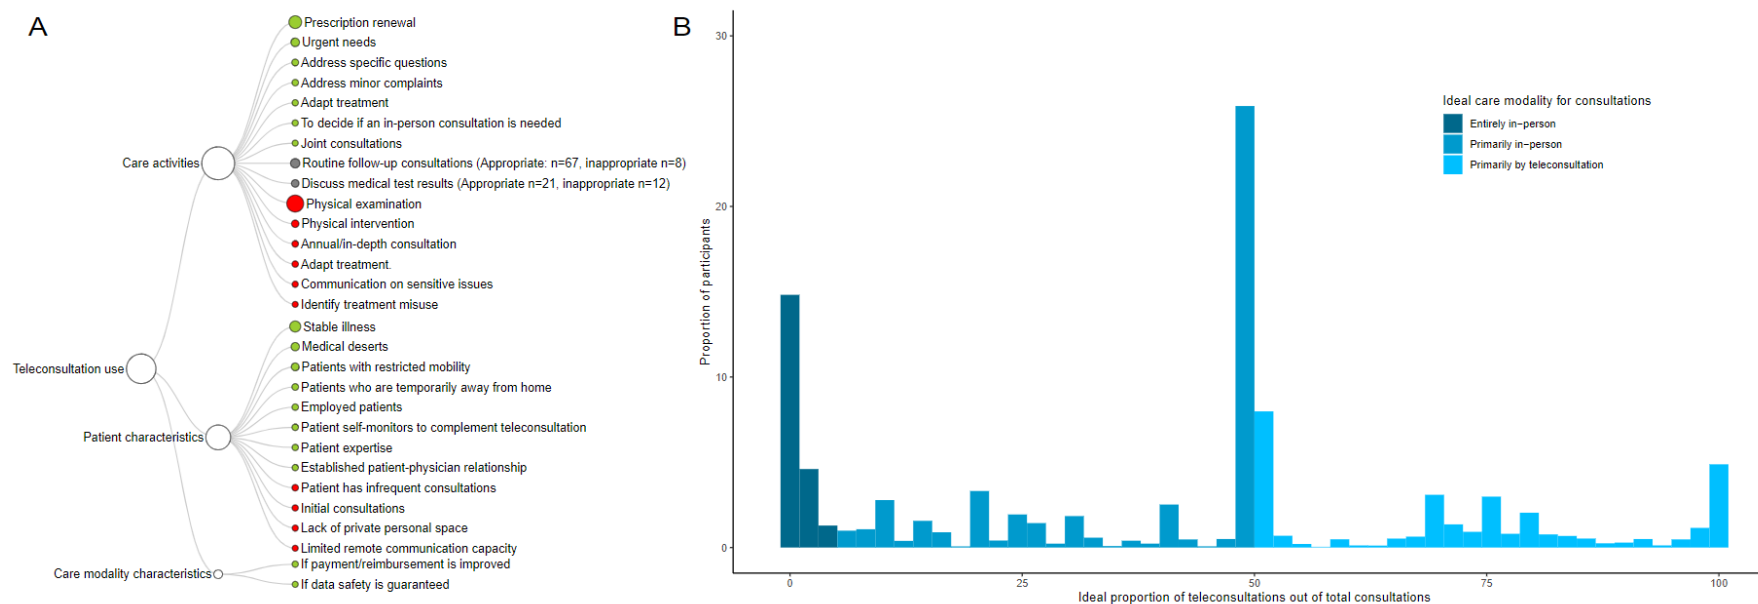 A
Prescription renewal
Urgent needs
Address specific questions
Address minor complaints
Adapt treatment
To decide if an in-person consultation is needed
Joint consultations
Care activities
Routine follow-up consultations (Appropriate: n=67, inappropriate n=8)
Discuss medical test results (Appropriate n=21, inappropriate n=12)
Physical examination
Physical intervention
Annual/in-depth consultation
Adapt treatment.
Communication on sensitive issues
Identify treatment misuse
Stable illness
Medical deserts
Teleconsultation use
Patients with restricted mobility
Patients who are temporarily away from home
Employed patients
Patient self-monitors to complement teleconsultation
Patient characteristics
Patient expertise
Established patient-physician relationship
Patient has infrequent consultations
Initial consultations
Lack of private personal space
Limited remote communication capacity
If payment/reimbursement is improved
Care modality characteristics
If data safety is guaranteed
B
30
20
10
0
Proportion of participants
Ideal care modality for consultations
Entirely in−person
Primarily in−person
Primarily by teleconsultation
0 25 50 75 100
Ideal proportion of teleconsultations out of total consultations